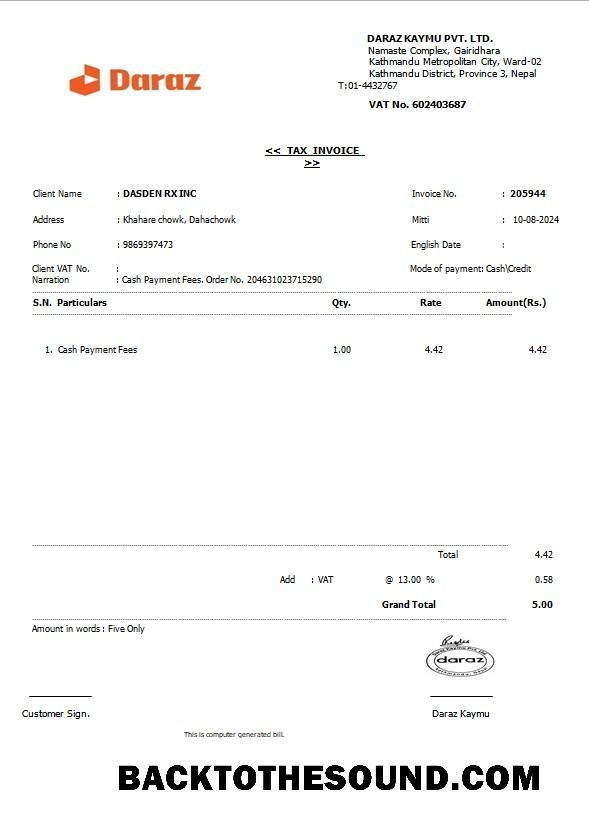 Daraz
DARAZ KAYMU PVT. LTD.
Namaste Complex, Gairidhara
Kathmandu Metropolitan City, Ward-02
Kathmandu District, Province 3, Nepal
T:01-4432767
VAT No. 602403687
<< TAX INVOICE
>>
Client Name : DASDEN RX INC Invoice No. : 205944
Address : Khahare chowk, Dahachowk Mitti : 10-08-2024
Phone No : 9869397473 English Date :
Client VAT No. : Mode of payment: Cash\Credit
Narration : Cash Payment Fees. Order No. 204631023715290
S.N. Particulars Qty. Rate Amount(Rs.)
1. Cash Payment Fees 1.00 4.42 4.42
Total 4.42
Add : VAT @ 13.00 % 0.58
Grand Total 5.00
Amount in words : Five Only
daraz
Customer Sign. Daraz Kaymu
This is computer generated bill.
BACKTOTHESOUND.COM